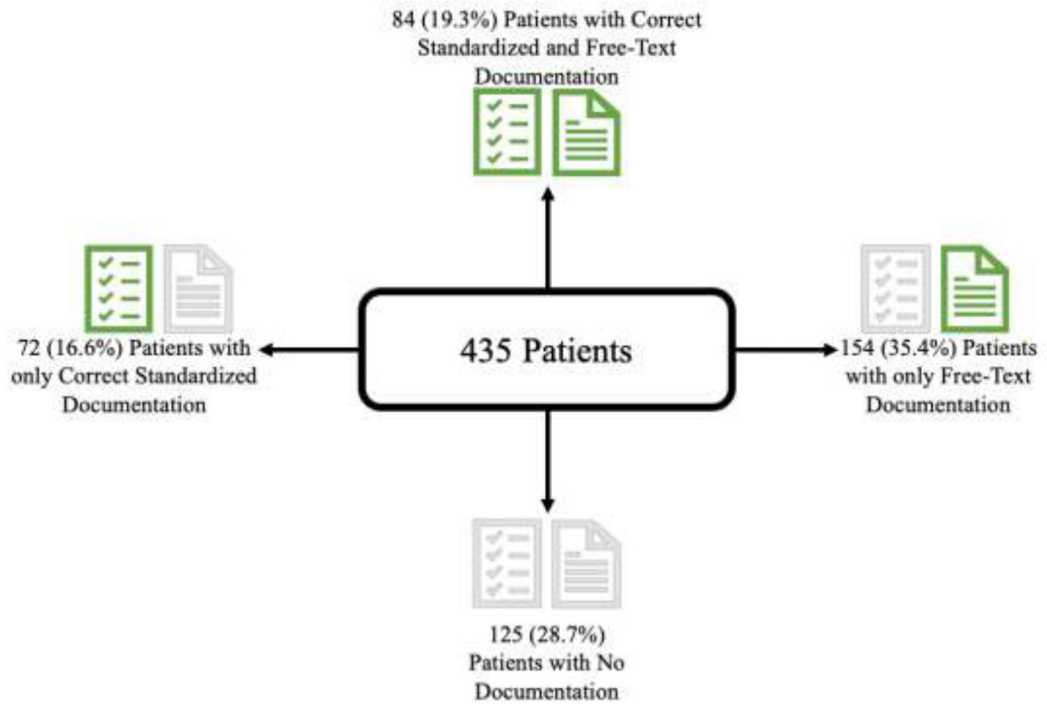 84 (19.3%) Patients with Correct
Standardized and Free-Text
Documentation
72 (16.6%) Patients with
only Correct Standardized
Documentation
435 Patients
154 (35.4%) Patients
with only Free-Text
Documentation
125 (28.7%)
Patients with No
Documentation